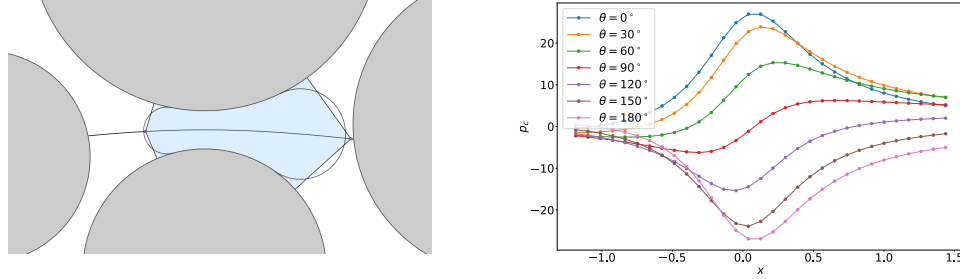 θ = 0°
θ = 30°
θ = 60°
θ = 90°
θ = 120°
θ = 150°
θ = 180°
20
10
0
−10
−20
p_c
−1.0
−0.5
0.0
0.5
1.0
1.5
x